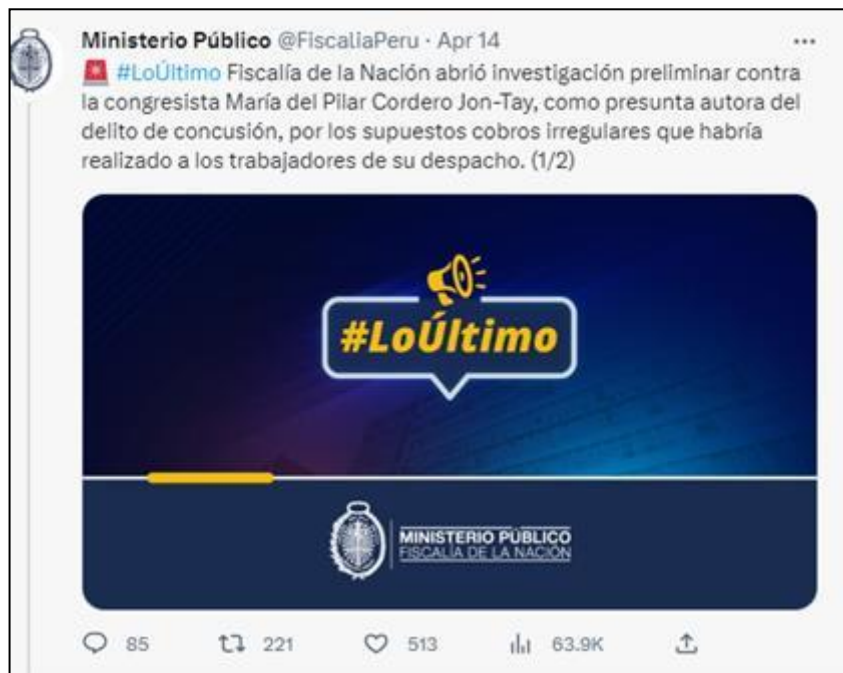 Ministerio Público @FiscaliaPeru · Apr 14
🚨 #LoÚltimo Fiscalía de la Nación abrió investigación preliminar contra
la congresista María del Pilar Cordero Jon-Tay, como presunta autora del
delito de concusión, por los supuestos cobros irregulares que habría
realizado a los trabajadores de su despacho. (1/2)
#LoÚltimo
MINISTERIO PÚBLICO
FISCALÍA DE LA NACIÓN
85 221 513 63.9K